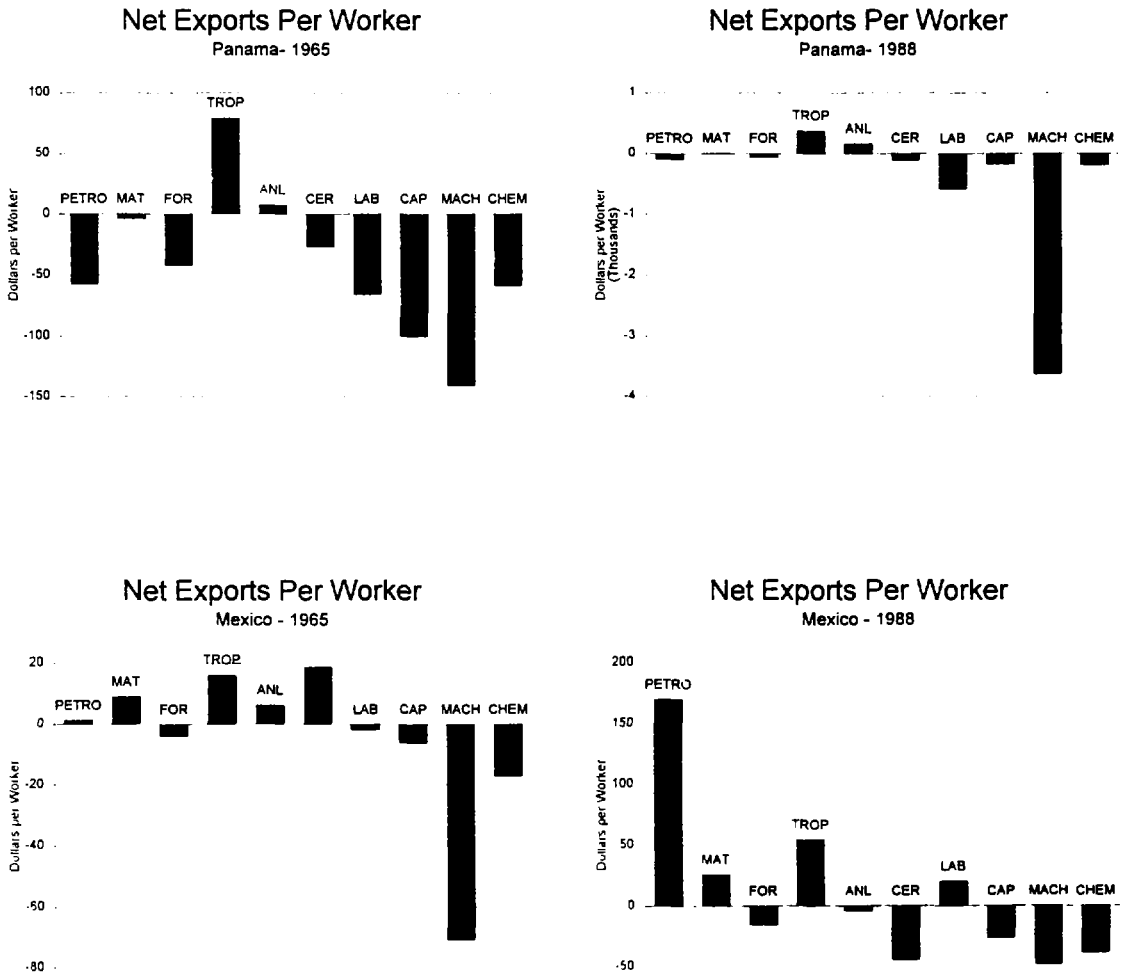 Net Exports Per Worker
Panama- 1965
100
50
0
-50
-100
-150
Dollars per Worker
PETRO MAT FOR TROP ANL CER LAB CAP MACH CHEM
Net Exports Per Worker
Panama- 1988
1
0
-1
-2
-3
-4
Dollars per Worker
(Thousands)
PETRO MAT FOR TROP ANL CER LAB CAP MACH CHEM
Net Exports Per Worker
Mexico - 1965
20
0
-20
-40
-60
-80
Dollars per Worker
PETRO MAT FOR TROP ANL LAB CAP MACH CHEM
Net Exports Per Worker
Mexico - 1988
200
150
100
50
0
-50
Dollars per Worker
PETRO MAT FOR TROP ANL CER LAB CAP MACH CHEM